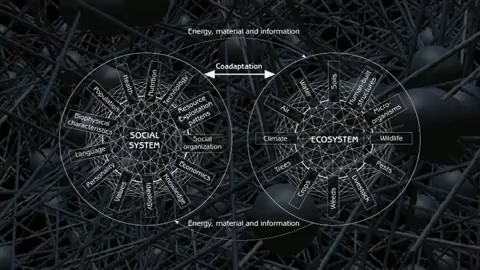 Energy, material and information
Coadaptation
SOCIAL
SYSTEM
Health
Nutrition
Technology
Resource
Exploitation
patterns
Social
organization
Economics
Knowledge
Ideology
Values
Personality
Language
Biophysical
Characteristics
Population
ECOSYSTEM
Water
Soils
Human-built
structures
Micro-
organisms
Wildlife
Pests
Livestock
Weeds
Crops
Trees
Climate
Air
Energy, material and information